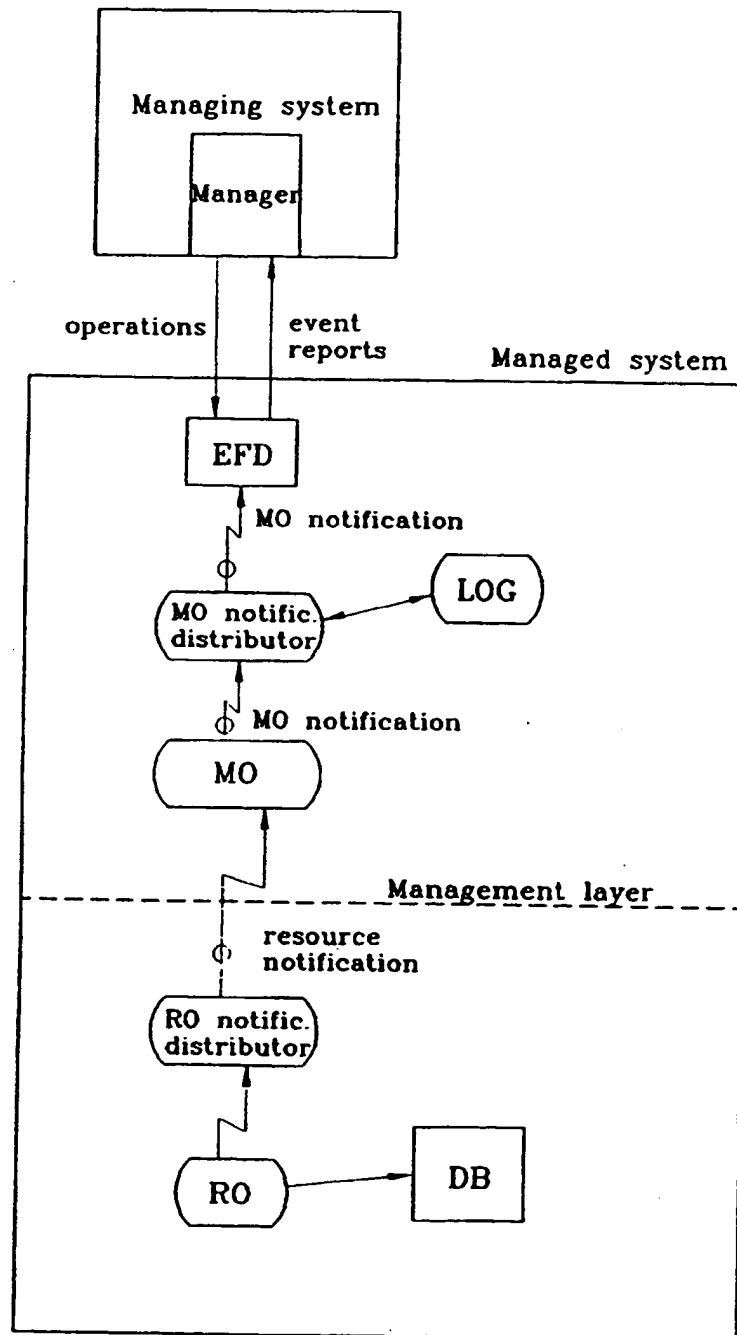 Managing system
Manager
operations
event
reports
Managed system
EFD
MO notification
LOG
MO notific.
distributor
MO notification
MO
Management layer
resource
notification
RO notific.
distributor
RO
DB